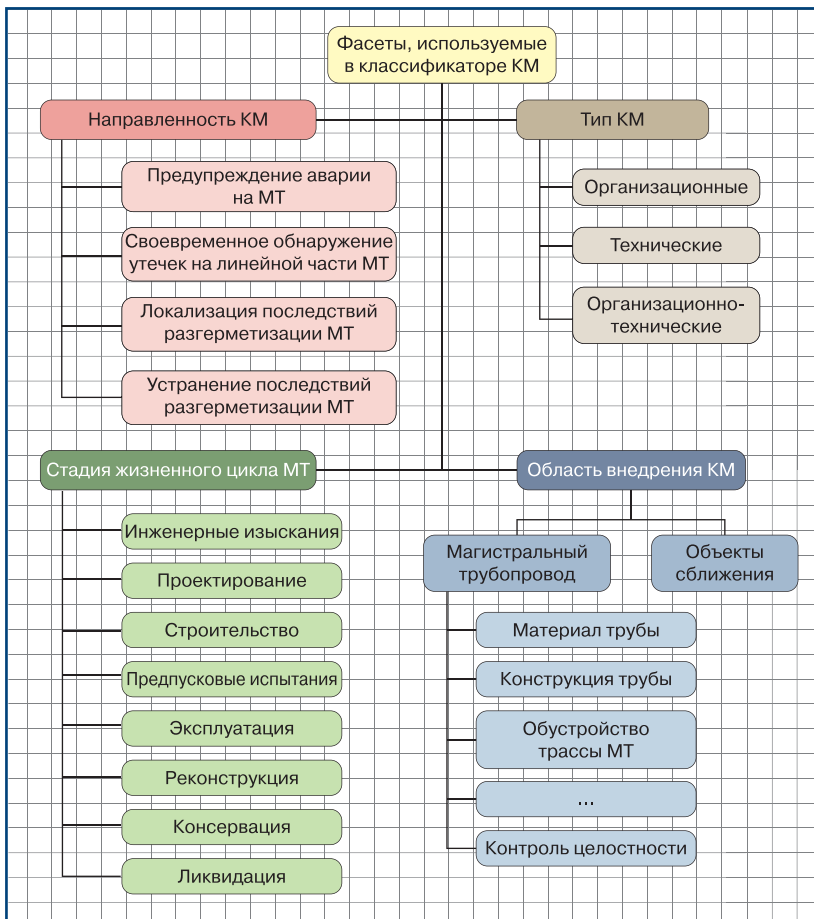 Фасеты, используемые
в классификаторе КМ
Направленность КМ
Предупреждение аварии
на МТ
Своевременное обнаружение
утечек на линейной части МТ
Локализация последствий
разгерметизации МТ
Устранение последствий
разгерметизации МТ
Тип КМ
Организационные
Технические
Организационно-
технические
Стадия жизненного цикла МТ
Инженерные изыскания
Проектирование
Строительство
Предпусковые испытания
Эксплуатация
Реконструкция
Консервация
Ликвидация
Область внедрения КМ
Магистральный
трубопровод
Объекты
сближения
Материал трубы
Конструкция трубы
Обустройство
трассы МТ
...
Контроль целостности